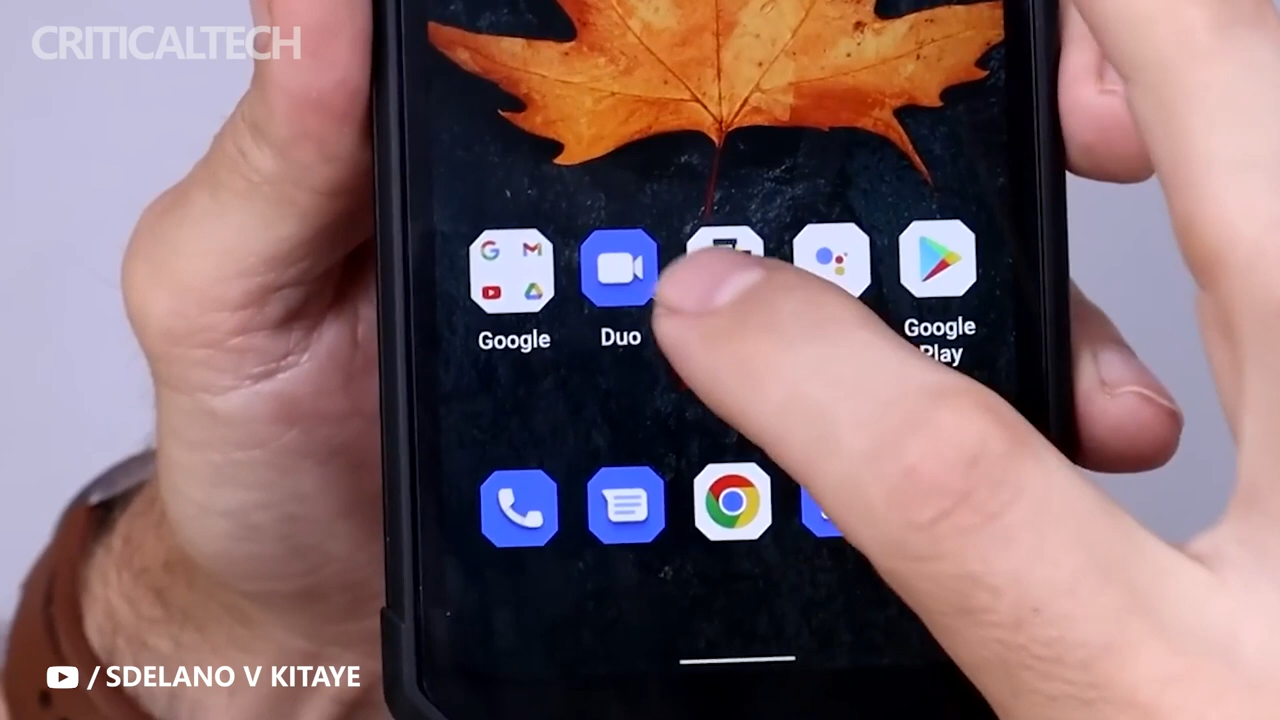 CRITICALTECH
Google
Duo
Google
Play
/ SDELANO V KITAYE